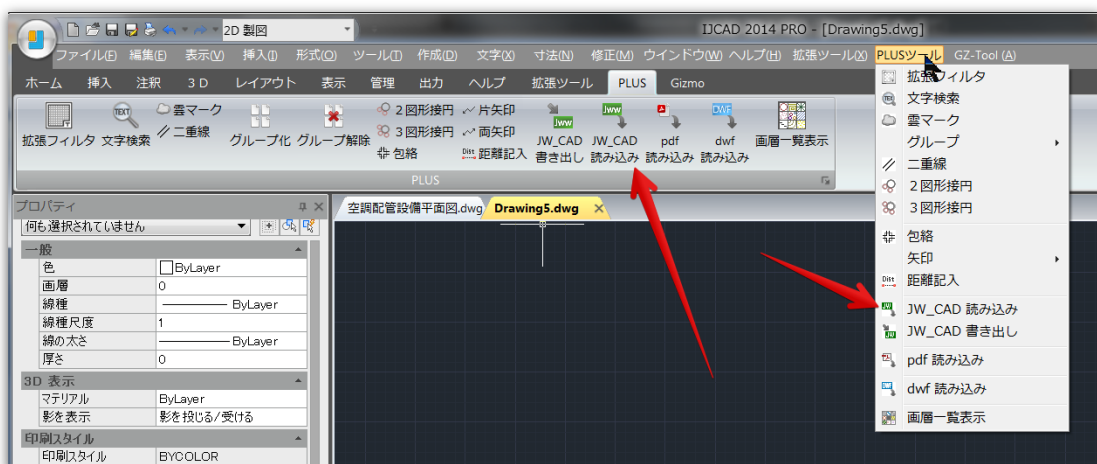 2D 製図
IJCAD 2014 PRO - [Drawing5.dwg]
ファイル(F) 編集(E) 表示(V) 挿入(I) 形式(O) ツール(T) 作成(D) 文字(X) 寸法(N) 修正(M) ウインドウ(W) ヘルプ(H) 拡張ツール(X) PLUSツール GZ-Tool (A)
ホーム 挿入 注釈 3 D レイアウト 表示 管理 出力 ヘルプ 拡張ツール PLUS Gizmo
拡張フィルタ
TEXT
文字検索
雲マーク
二重線
グループ化
グループ解除
2図形接円
3図形接円
包絡
片矢印
両矢印
Dist 距離記入
Jww
JW_CAD
書き出し
Jww
JW_CAD
読み込み
pdf
読み込み
DWF
dwf
読み込み
画層一覧表示
PLUS
プロパティ
何も選択されていません
一般
色 ByLayer
画層 0
線種 ByLayer
線種尺度 1
線の太さ ByLayer
厚さ 0
3D 表示
マテリアル ByLayer
影を表示 影を投じる/受ける
印刷スタイル
印刷スタイル BYCOLOR
空調配管設備平面図.dwg Drawing5.dwg
拡張フィルタ
文字検索
雲マーク
グループ
二重線
2図形接円
3図形接円
包絡
矢印
Dist 距離記入
JW_CAD 読み込み
JW_CAD 書き出し
pdf 読み込み
dwf 読み込み
画層一覧表示